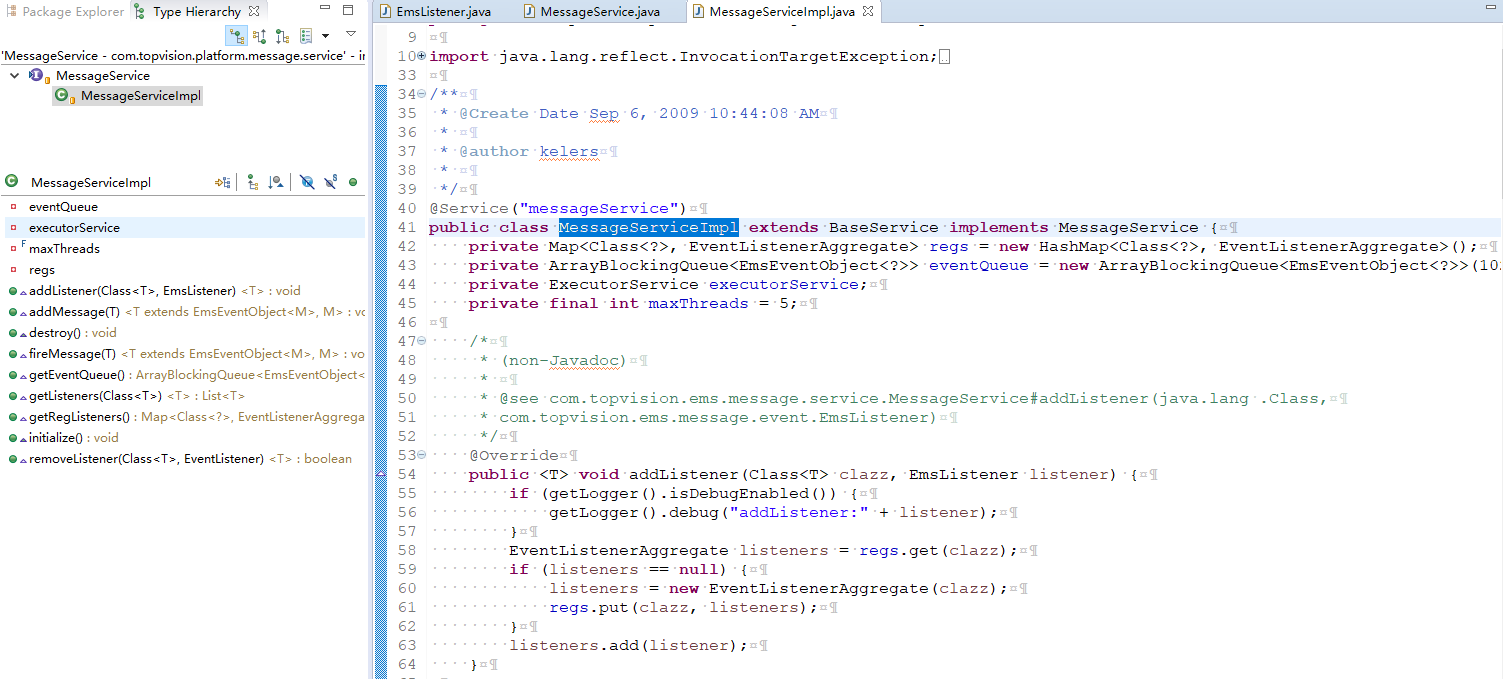 Package Explorer
Type Hierarchy
'MessageService - com.topvision.platform.message.service' - in
MessageService
MessageServiceImpl
MessageServiceImpl
eventQueue
executorService
maxThreads
regs
addListener(Class<T>, EmsListener) <T> : void
addMessage(T) <T extends EmsEventObject<M>, M> : vo
destroy() : void
fireMessage(T) <T extends EmsEventObject<M>, M> : vo
getEventQueue() : ArrayBlockingQueue<EmsEventObject<
getListeners(Class<T>) <T> : List<T>
getRegListeners() : Map<Class<?>, EventListenerAggrega
initialize() : void
removeListener(Class<T>, EventListener) <T> : boolean
EmsListener.java
MessageService.java
MessageServiceImpl.java
9
10 import java.lang.reflect.InvocationTargetException;
33
34 /**
35 * @Create Date Sep 6, 2009 10:44:08 AM
36 *
37 * @author kelers
38 *
39 */
40 @Service("messageService")
41 public class MessageServiceImpl extends BaseService implements MessageService {
42 private Map<Class<?>, EventListenerAggregate> regs = new HashMap<Class<?>, EventListenerAggregate>();
43 private ArrayBlockingQueue<EmsEventObject<?>> eventQueue = new ArrayBlockingQueue<EmsEventObject<?>>(102
44 private ExecutorService executorService;
45 private final int maxThreads = 5;
46
47 /*
48 * (non-Javadoc)
49 *
50 * @see com.topvision.ems.message.service.MessageService#addListener(java.lang .Class,
51 * com.topvision.ems.message.event.EmsListener)
52 */
53 @Override
54 public <T> void addListener(Class<T> clazz, EmsListener listener) {
55 if (getLogger().isDebugEnabled()) {
56 getLogger().debug("addListener:" + listener);
57 }
58 EventListenerAggregate listeners = regs.get(clazz);
59 if (listeners == null) {
60 listeners = new EventListenerAggregate(clazz);
61 regs.put(clazz, listeners);
62 }
63 listeners.add(listener);
64 }